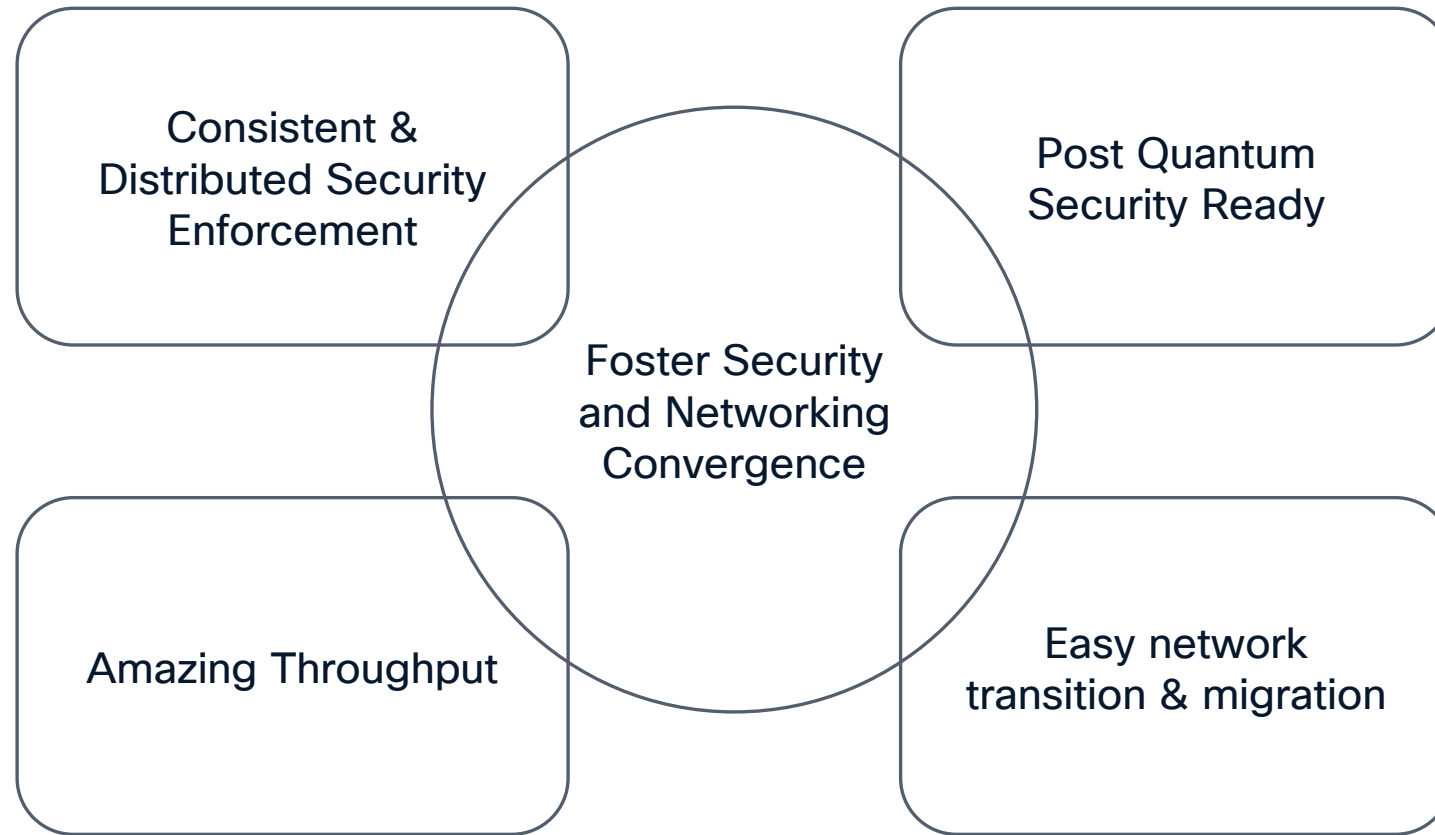 Consistent &
Distributed Security
Enforcement
Post Quantum
Security Ready
Foster Security
and Networking
Convergence
Amazing Throughput
Easy network
transition & migration